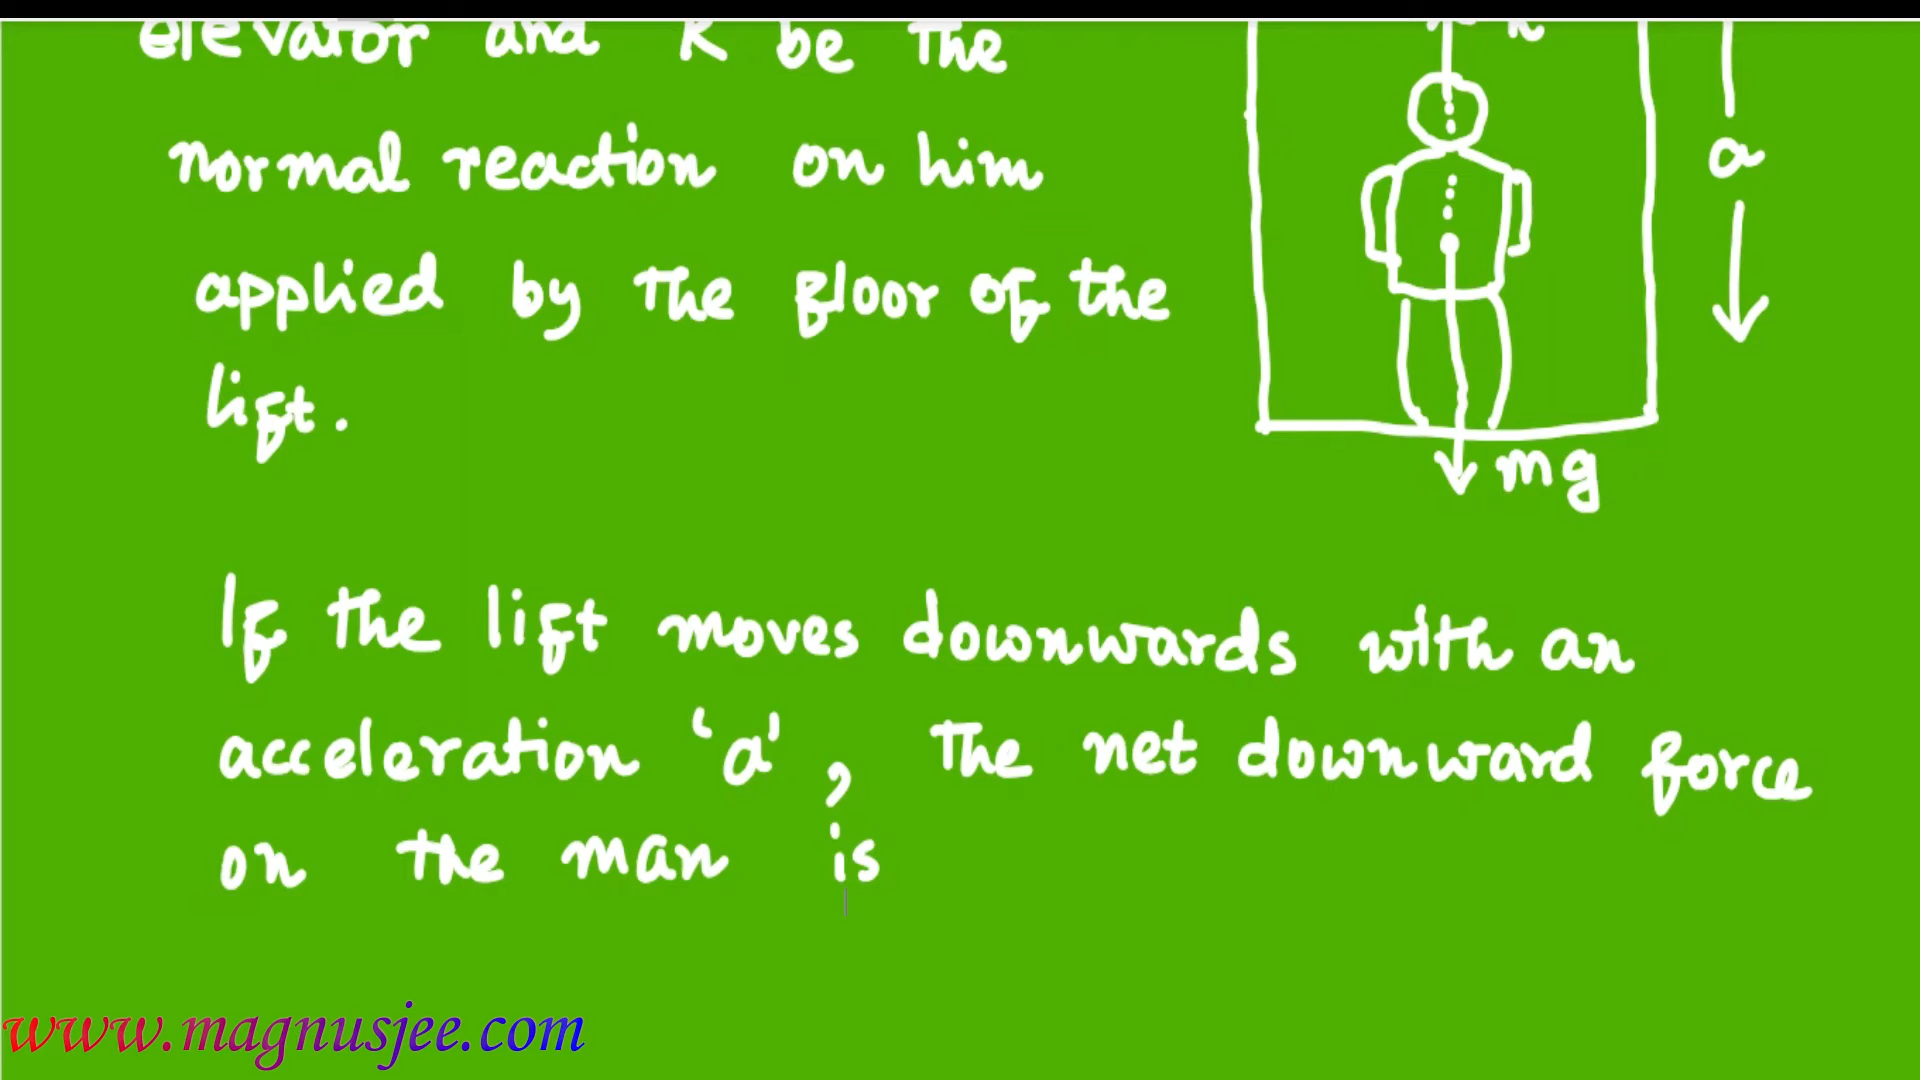 elevator and R be the
normal reaction on him
applied by the floor of the
lift.
R
a
mg
If the lift moves downwards with an
acceleration 'a', the net downward force
on the man is
www.magnusjee.com